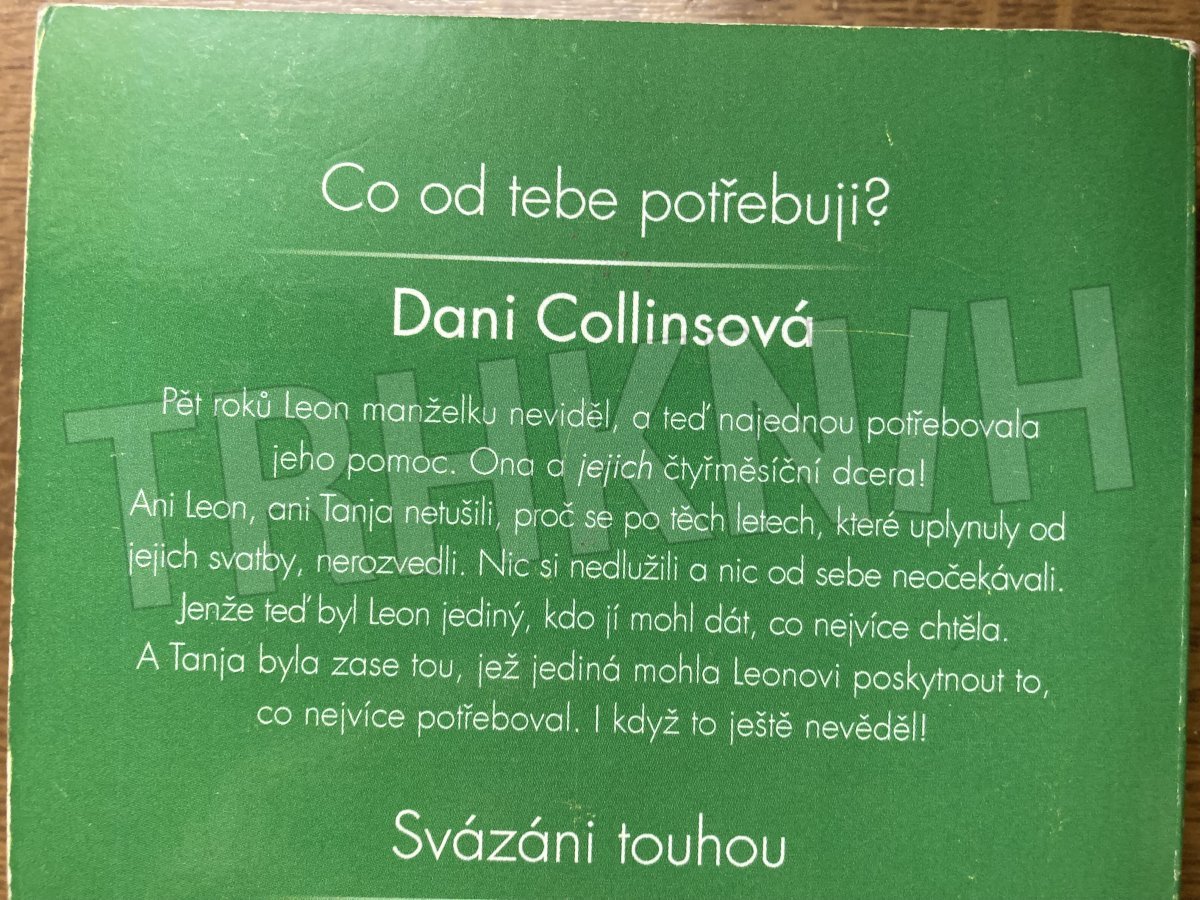 Co od tebe potřebuji?
Dani Collinsová
Pět roků Leon manželku neviděl, a teď najednou potřebovala
jeho pomoc. Ona a jejich čtyřměsíční dcera!
Ani Leon, ani Tanja netušili, proč se po těch letech, které uplynuly od
jejich svatby, nerozvedli. Nic si nedlužili a nic od sebe neočekávali.
Jenže teď byl Leon jediný, kdo jí mohl dát, co nejvíce chtěla.
A Tanja byla zase tou, jež jediná mohla Leonovi poskytnout to,
co nejvíce potřeboval. I když to ještě nevěděl!
Svázáni touhou
TRHKNIH